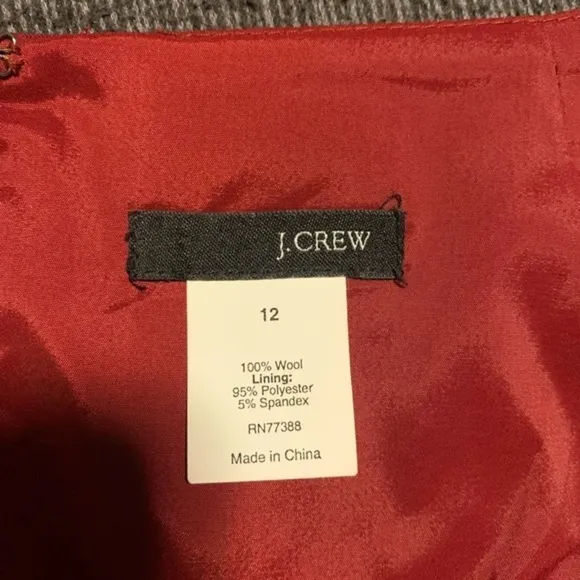 J.CREW
12
100% Wool
Lining:
95% Polyester
5% Spandex
RN77388
Made in China